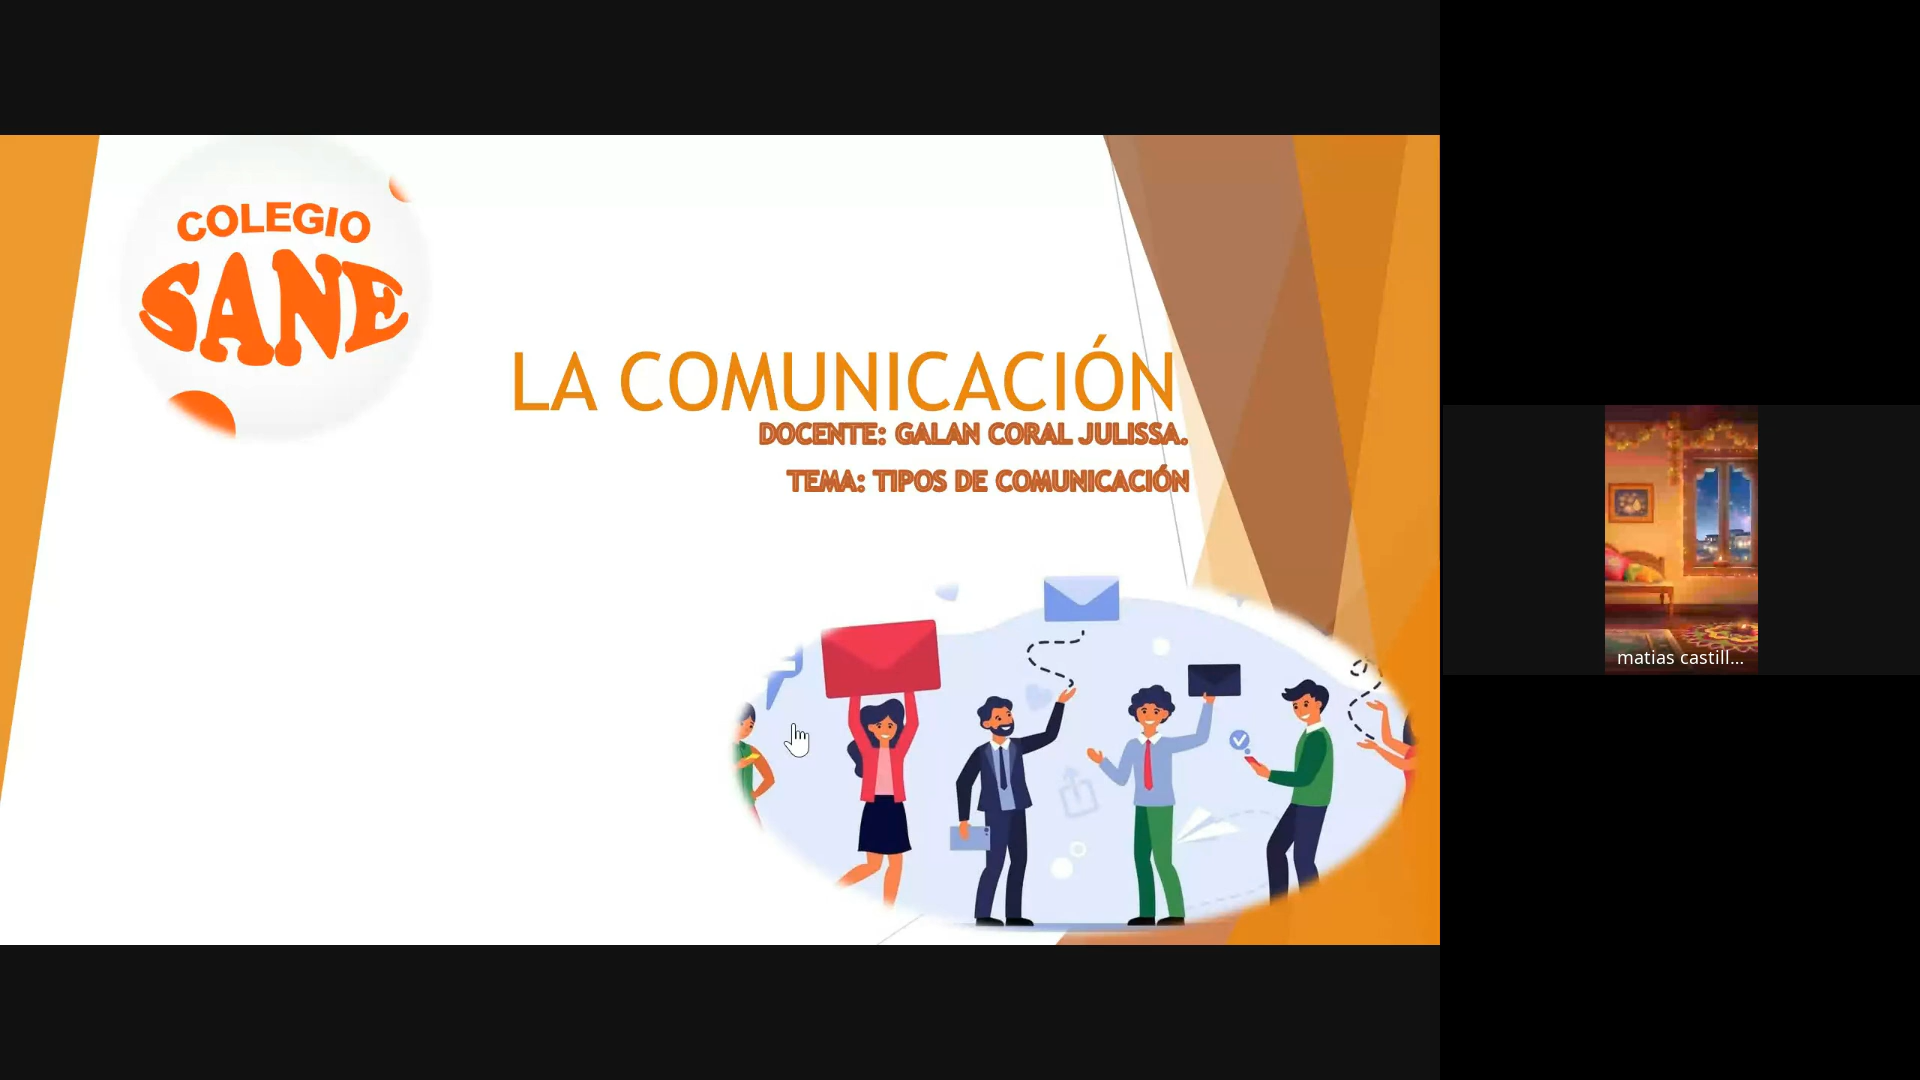 COLEGIO
SANE
LA COMUNICACIÓN
DOCENTE: GALAN CORAL JULISSA.
TEMA: TIPOS DE COMUNICACIÓN
matias castill...